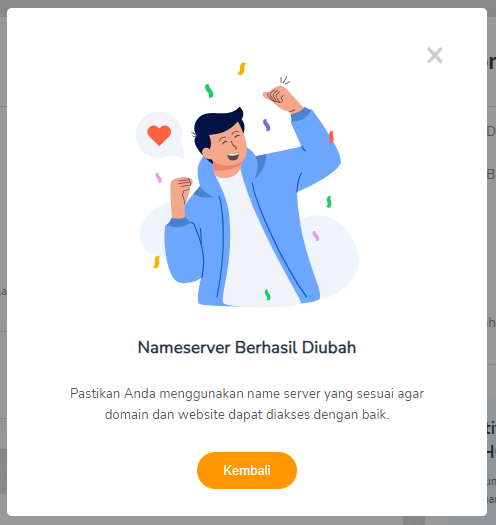 Nameserver Berhasil Diubah
Pastikan Anda menggunakan name server yang sesuai agar
domain dan website dapat diakses dengan baik.
Kembali